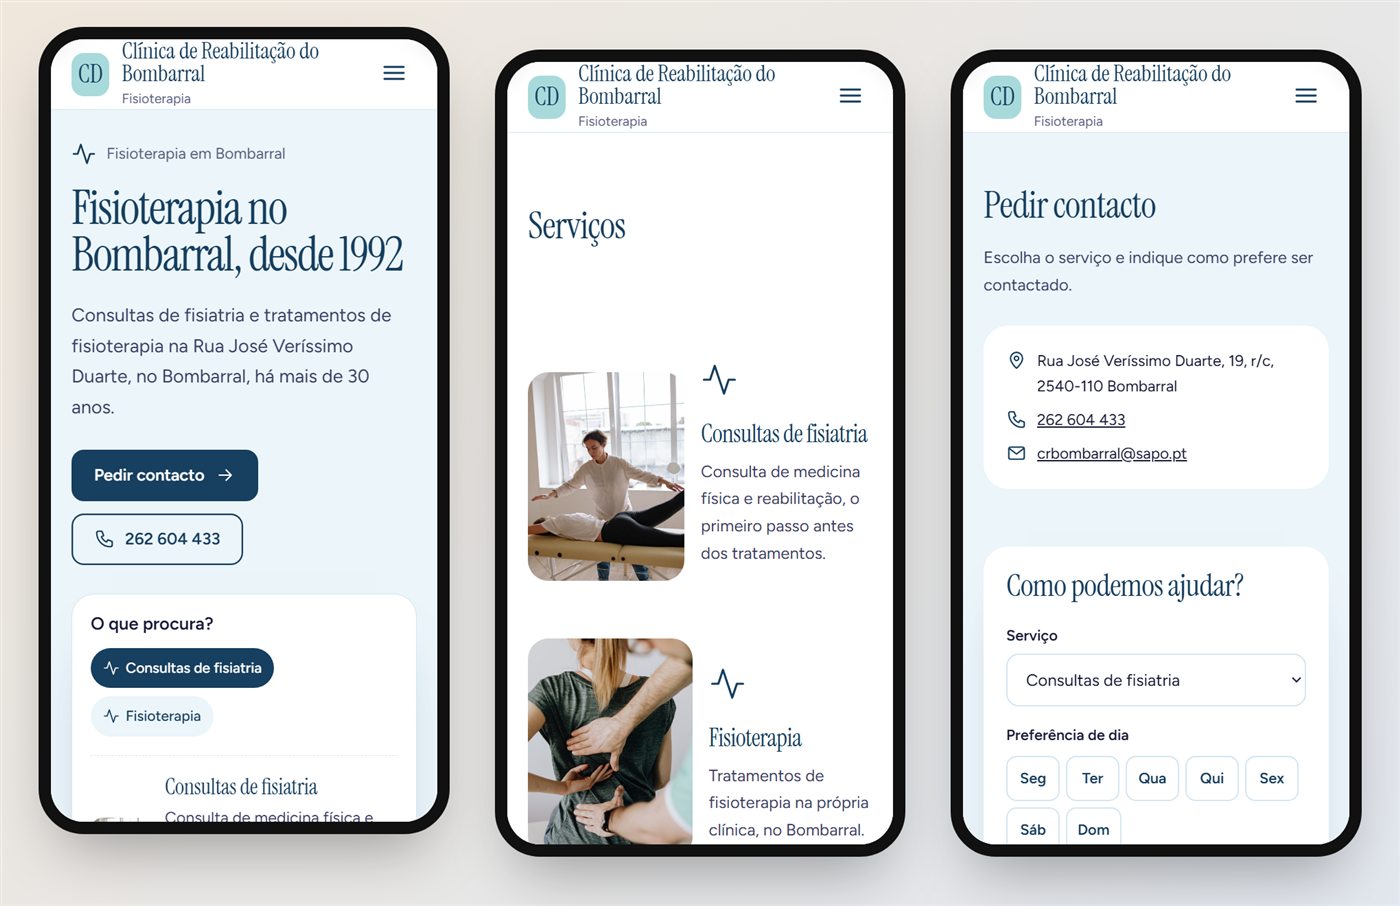 CD
Clínica de Reabilitação do
Bombarral
Fisioterapia
Fisioterapia em Bombarral
Fisioterapia no
Bombarral, desde 1992
Consultas de fisiatria e tratamentos de
fisioterapia na Rua José Veríssimo
Duarte, no Bombarral, há mais de 30
anos.
Pedir contacto
262 604 433
O que procura?
Consultas de fisiatria
Fisioterapia
Consultas de fisiatria
Consulta de medicina física e
CD
Clínica de Reabilitação do
Bombarral
Fisioterapia
Serviços
Consultas de fisiatria
Consulta de medicina
física e reabilitação, o
primeiro passo antes
dos tratamentos.
Fisioterapia
Tratamentos de
fisioterapia na própria
clínica, no Bombarral.
CD
Clínica de Reabilitação do
Bombarral
Fisioterapia
Pedir contacto
Escolha o serviço e indique como prefere ser
contactado.
Rua José Veríssimo Duarte, 19, r/c,
2540-110 Bombarral
262 604 433
crbombarral@sapo.pt
Como podemos ajudar?
Serviço
Consultas de fisiatria
Preferência de dia
Seg Ter Qua Qui Sex
Sáb Dom